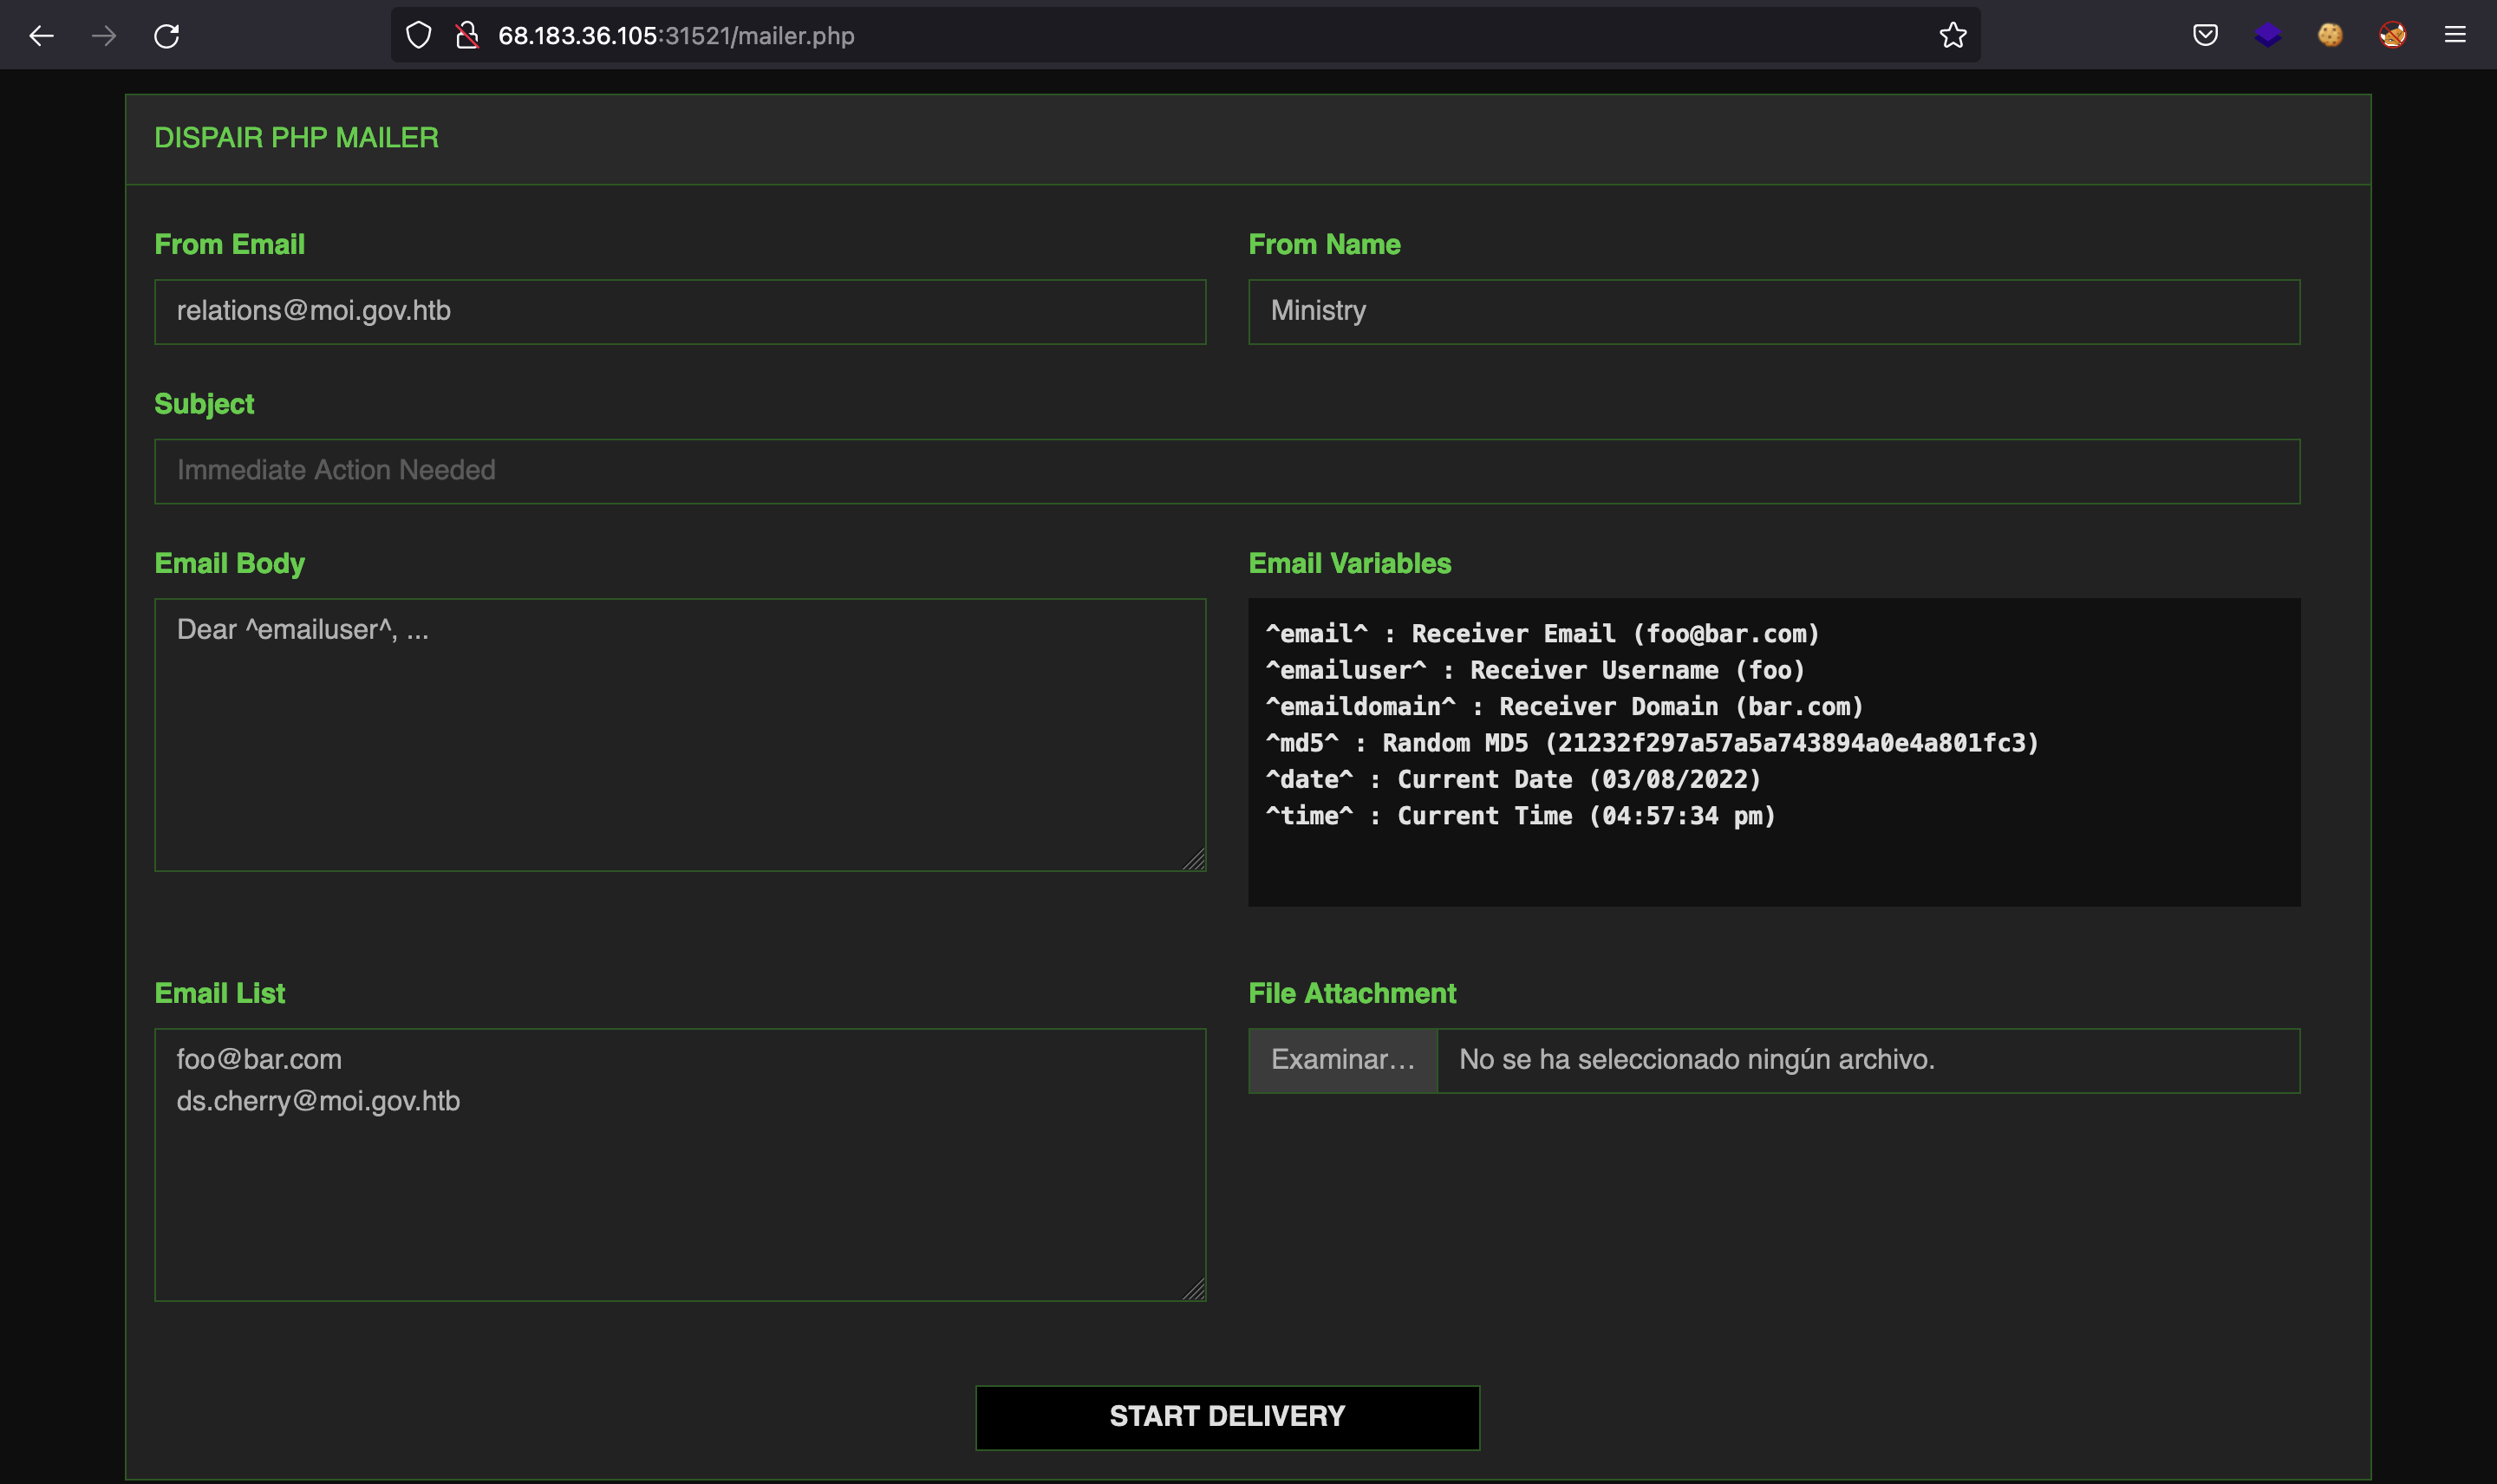 68.183.36.105:31521/mailer.php
DISPAIR PHP MAILER
From Email
From Name
relations@moi.gov.htb
Ministry
Subject
Immediate Action Needed
Email Body
Email Variables
Dear ^emailuser^, ...
^email^ : Receiver Email (foo@bar.com)
^emailuser^ : Receiver Username (foo)
^emaildomain^ : Receiver Domain (bar.com)
^md5^ : Random MD5 (21232f297a57a5a743894a0e4a801fc3)
^date^ : Current Date (03/08/2022)
^time^ : Current Time (04:57:34 pm)
Email List
File Attachment
foo@bar.com
ds.cherry@moi.gov.htb
Examinar...
No se ha seleccionado ningún archivo.
START DELIVERY